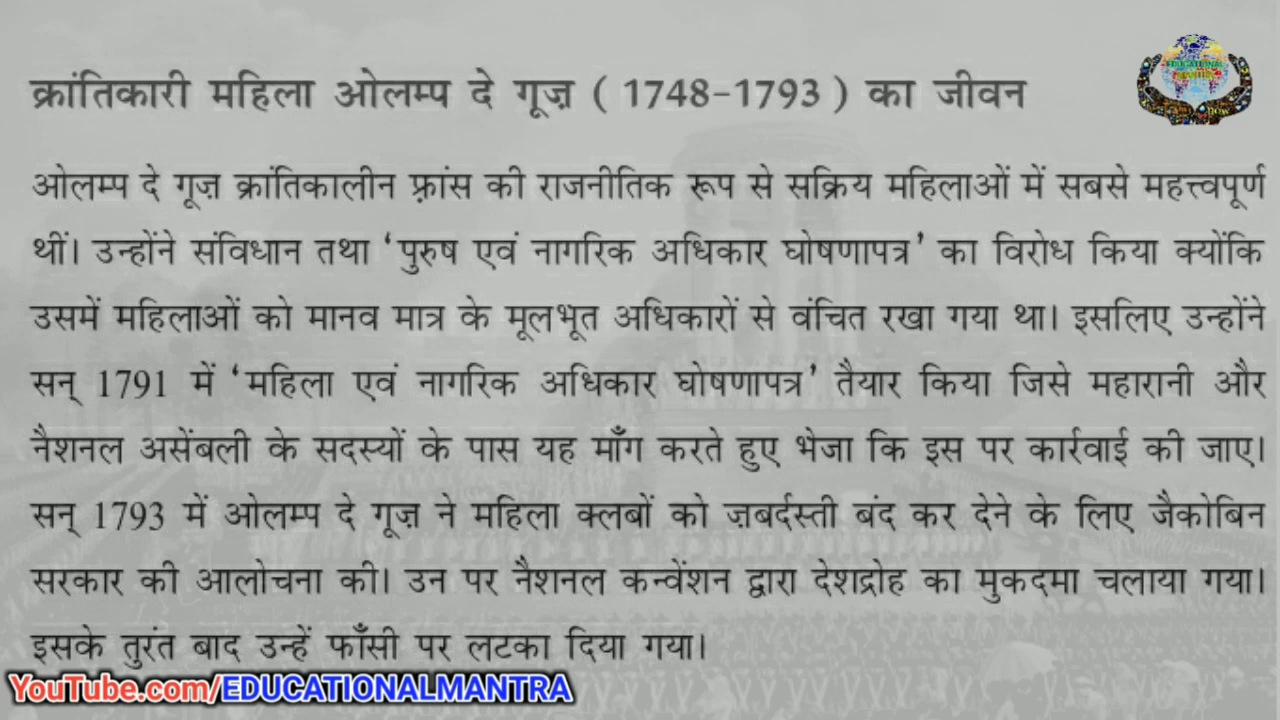 क्रांतिकारी महिला ओलम्प दे गूज़ ( 1748-1793 ) का जीवन
EDUCATIONAL
MANTRA
ओलम्प दे गूज़ क्रांतिकालीन फ़्रांस की राजनीतिक रूप से सक्रिय महिलाओं में सबसे महत्त्वपूर्ण
थीं। उन्होंने संविधान तथा ‘पुरुष एवं नागरिक अधिकार घोषणापत्र’ का विरोध किया क्योंकि
उसमें महिलाओं को मानव मात्र के मूलभूत अधिकारों से वंचित रखा गया था। इसलिए उन्होंने
सन् 1791 में ‘महिला एवं नागरिक अधिकार घोषणापत्र’ तैयार किया जिसे महारानी और
नैशनल असेंबली के सदस्यों के पास यह माँग करते हुए भेजा कि इस पर कार्रवाई की जाए।
सन् 1793 में ओलम्प दे गूज़ ने महिला क्लबों को ज़बर्दस्ती बंद कर देने के लिए जैकोबिन
सरकार की आलोचना की। उन पर नैशनल कन्वेंशन द्वारा देशद्रोह का मुकदमा चलाया गया।
इसके तुरंत बाद उन्हें फाँसी पर लटका दिया गया।
YouTube.com/EDUCATIONALMANTRA